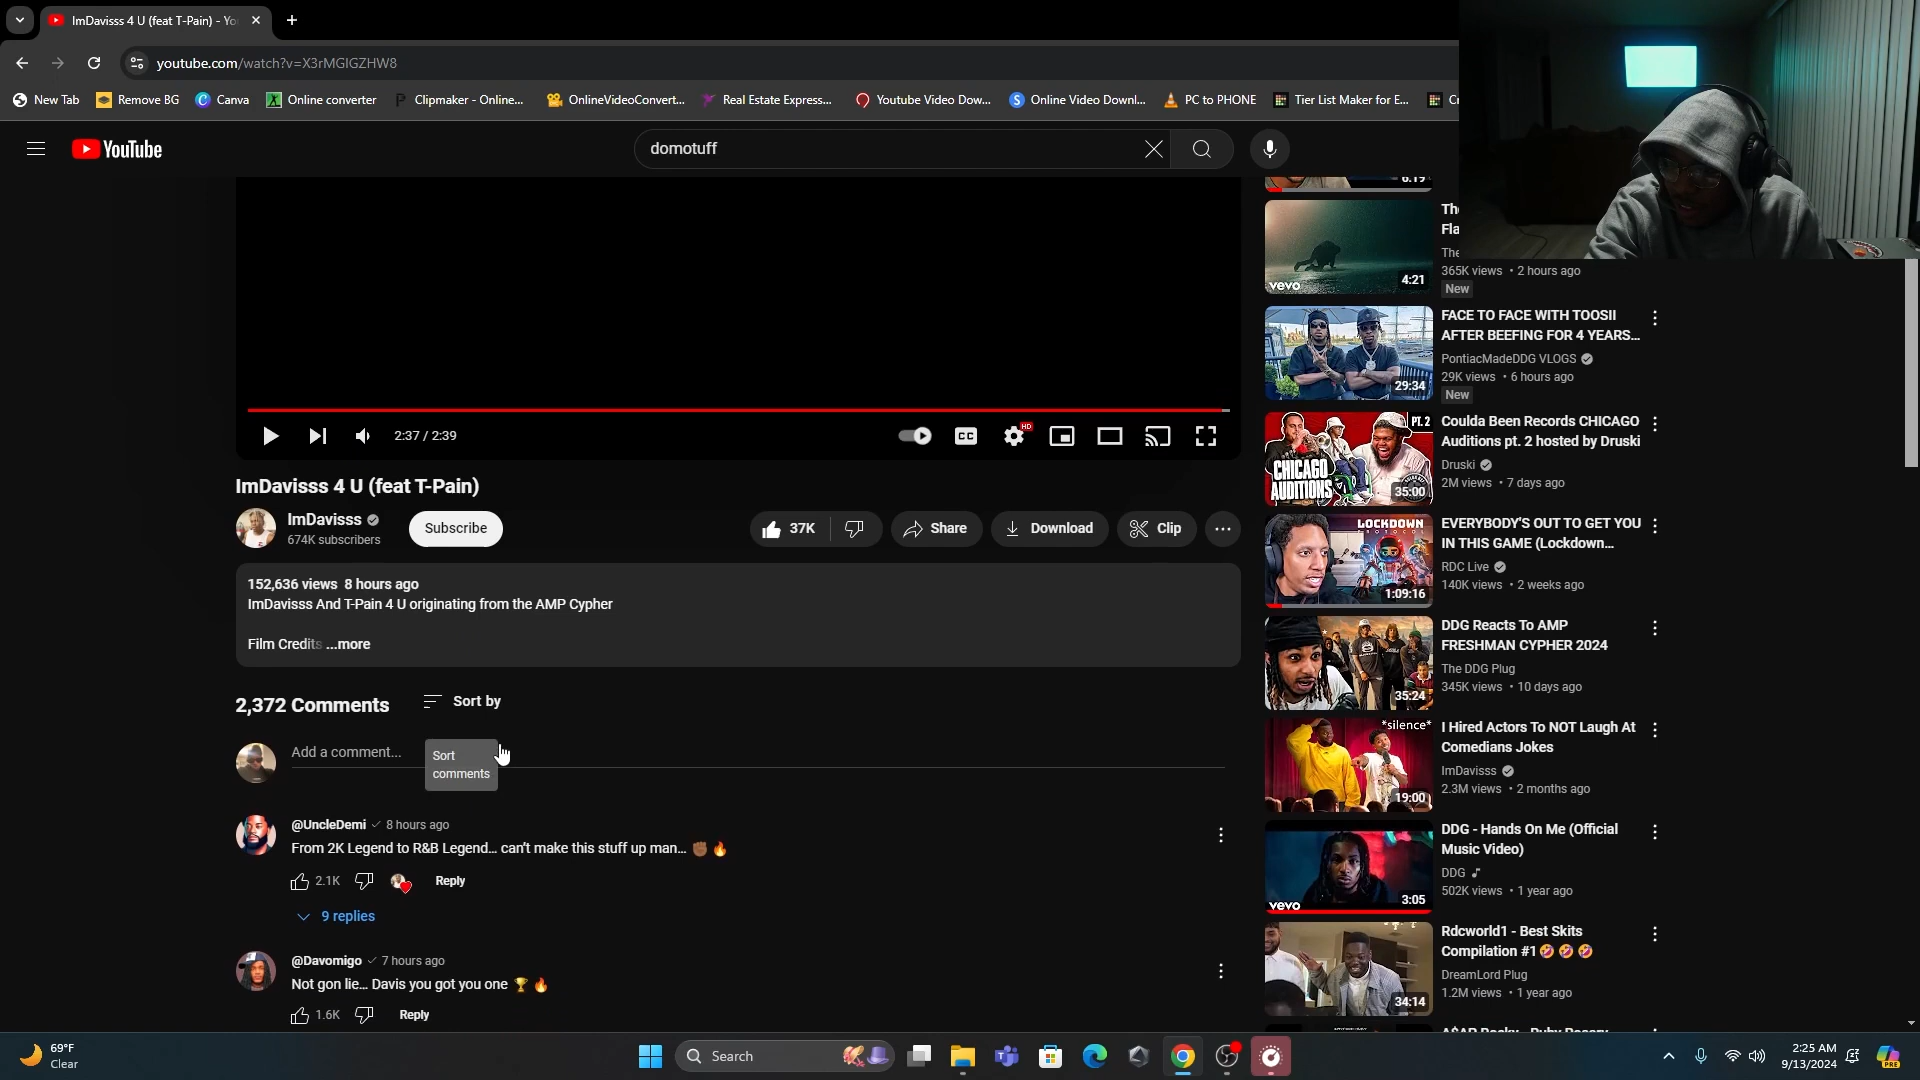 ImDavisss 4 U (feat T-Pain) - Yo
youtube.com/watch?v=X3rMGIGZHW8
New Tab
Remove BG
Canva
Online converter
Clipmaker - Online...
OnlineVideoConvert...
Real Estate Express...
Youtube Video Dow...
Online Video Downl...
PC to PHONE
Tier List Maker for E...
YouTube
domotuff
2:37 / 2:39
CC
HD
ImDavisss 4 U (feat T-Pain)
ImDavisss
674K subscribers
Subscribe
37K
Share
Download
Clip
152,636 views 8 hours ago
ImDavisss And T-Pain 4 U originating from the AMP Cypher
Film Credits ...more
2,372 Comments
Sort by
Add a comment...
Sort
comments
@UncleDemi 8 hours ago
From 2K Legend to R&B Legend... can't make this stuff up man... ✊🏾 🔥
2.1K
Reply
9 replies
@Davomigo 7 hours ago
Not gon lie... Davis you got you one 🏆 🔥
1.6K
Reply
6:19
vevo
4:21
365K views • 2 hours ago
New
29:34
FACE TO FACE WITH TOOSII
AFTER BEEFING FOR 4 YEARS...
PontiacMadeDDG VLOGS
29K views • 6 hours ago
New
PT. 2
CHICAGO
AUDITIONS
35:00
Coulda Been Records CHICAGO
Auditions pt. 2 hosted by Druski
Druski
2M views • 7 days ago
LOCKDOWN
1:09:16
EVERYBODY'S OUT TO GET YOU
IN THIS GAME (Lockdown...
RDC Live
140K views • 2 weeks ago
35:24
DDG Reacts To AMP
FRESHMAN CYPHER 2024
The DDG Plug
345K views • 10 days ago
*silence*
19:00
I Hired Actors To NOT Laugh At
Comedians Jokes
ImDavisss
2.3M views • 2 months ago
vevo
3:05
DDG - Hands On Me (Official
Music Video)
DDG
502K views • 1 year ago
34:14
Rdcworld1 - Best Skits
Compilation #1🤣🤣🤣
DreamLord Plug
1.2M views • 1 year ago
69°F
Clear
Search
2:25 AM
9/13/2024
PRE